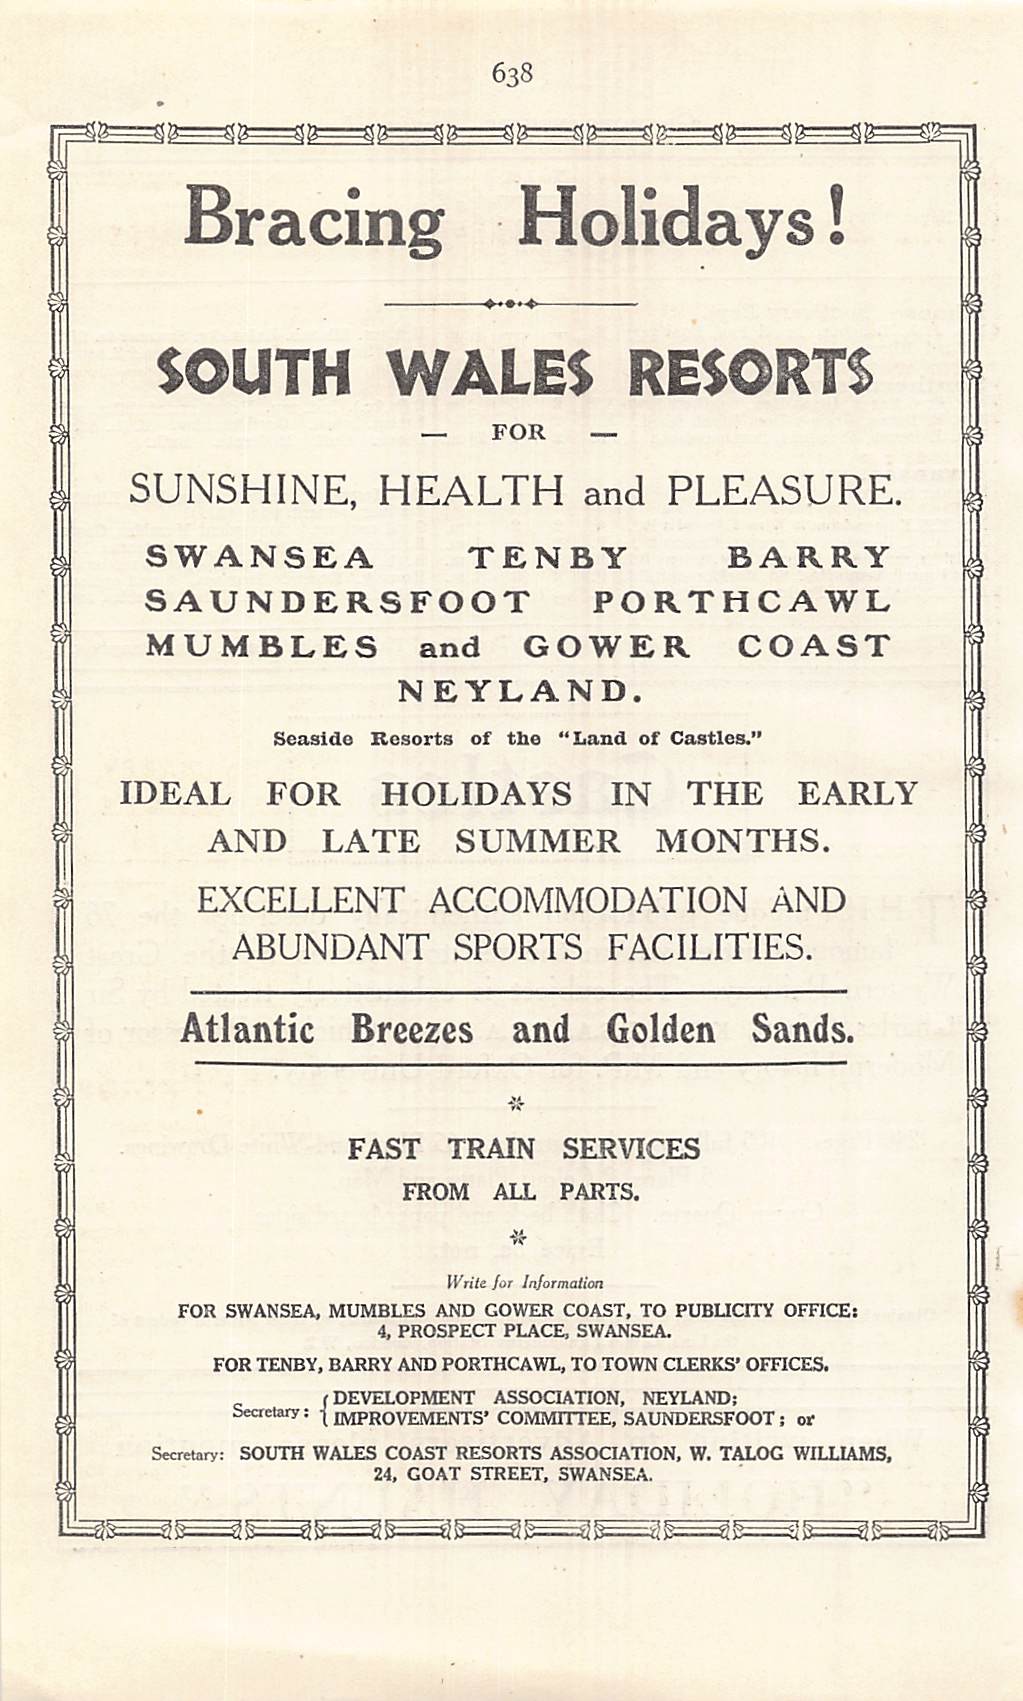 638
Bracing Holidays!
SOUTH WALES RESORTS
— FOR —
SUNSHINE, HEALTH and PLEASURE.
SWANSEA TENBY BARRY
SAUNDERSFOOT PORTHCAWL
MUMBLES and GOWER COAST
NEYLAND.
Seaside Resorts of the "Land of Castles."
IDEAL FOR HOLIDAYS IN THE EARLY
AND LATE SUMMER MONTHS.
EXCELLENT ACCOMMODATION AND
ABUNDANT SPORTS FACILITIES.
Atlantic Breezes and Golden Sands.
*
FAST TRAIN SERVICES
FROM ALL PARTS.
*
Write for Information
FOR SWANSEA, MUMBLES AND GOWER COAST, TO PUBLICITY OFFICE:
4, PROSPECT PLACE, SWANSEA.
FOR TENBY, BARRY AND PORTHCAWL, TO TOWN CLERKS' OFFICES.
Secretary: { DEVELOPMENT ASSOCIATION, NEYLAND;
IMPROVEMENTS' COMMITTEE, SAUNDERSFOOT; or
Secretary: SOUTH WALES COAST RESORTS ASSOCIATION, W. TALOG WILLIAMS,
24, GOAT STREET, SWANSEA.